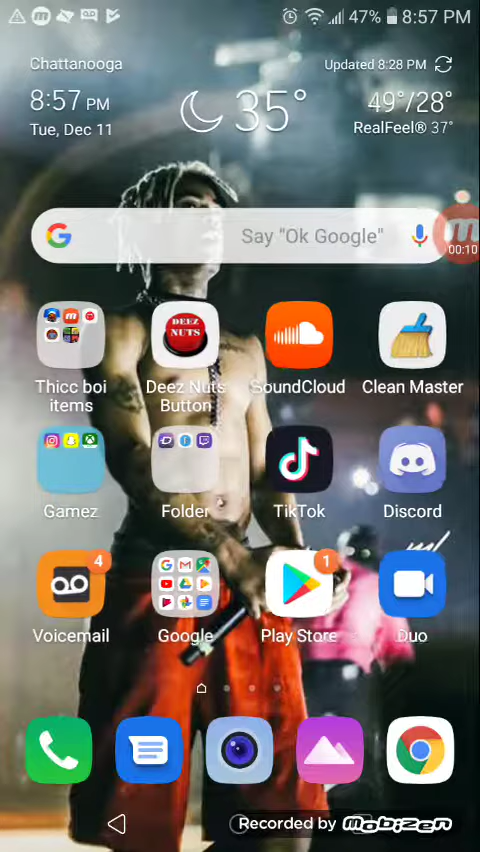 47% 8:57 PM
Chattanooga
Updated 8:28 PM
8:57 PM
35°
49°/28°
Tue, Dec 11
RealFeel® 37°
Say "Ok Google"
00:10
DEEZ
NUTS
Thicc boi
items
Deez Nuts
Button
SoundCloud
Clean Master
Gamez
Folder
TikTok
Discord
4
1
Voicemail
Google
Play Store
Duo
Recorded by mobizen